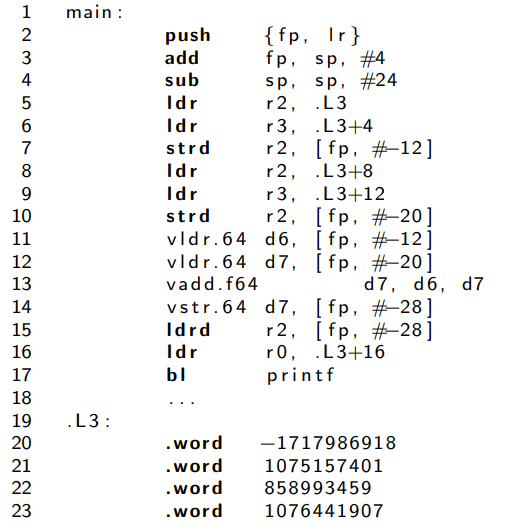 1 main:
2 push {fp, lr}
3 add fp, sp, #4
4 sub sp, sp, #24
5 ldr r2, .L3
6 ldr r3, .L3+4
7 strd r2, [fp, #−12]
8 ldr r2, .L3+8
9 ldr r3, .L3+12
10 strd r2, [fp, #−20]
11 vldr.64 d6, [fp, #−12]
12 vldr.64 d7, [fp, #−20]
13 vadd.f64 d7, d6, d7
14 vstr.64 d7, [fp, #−28]
15 ldrd r2, [fp, #−28]
16 ldr r0, .L3+16
17 bl printf
18 ...
19 .L3:
20 .word −1717986918
21 .word 1075157401
22 .word 858993459
23 .word 1076441907